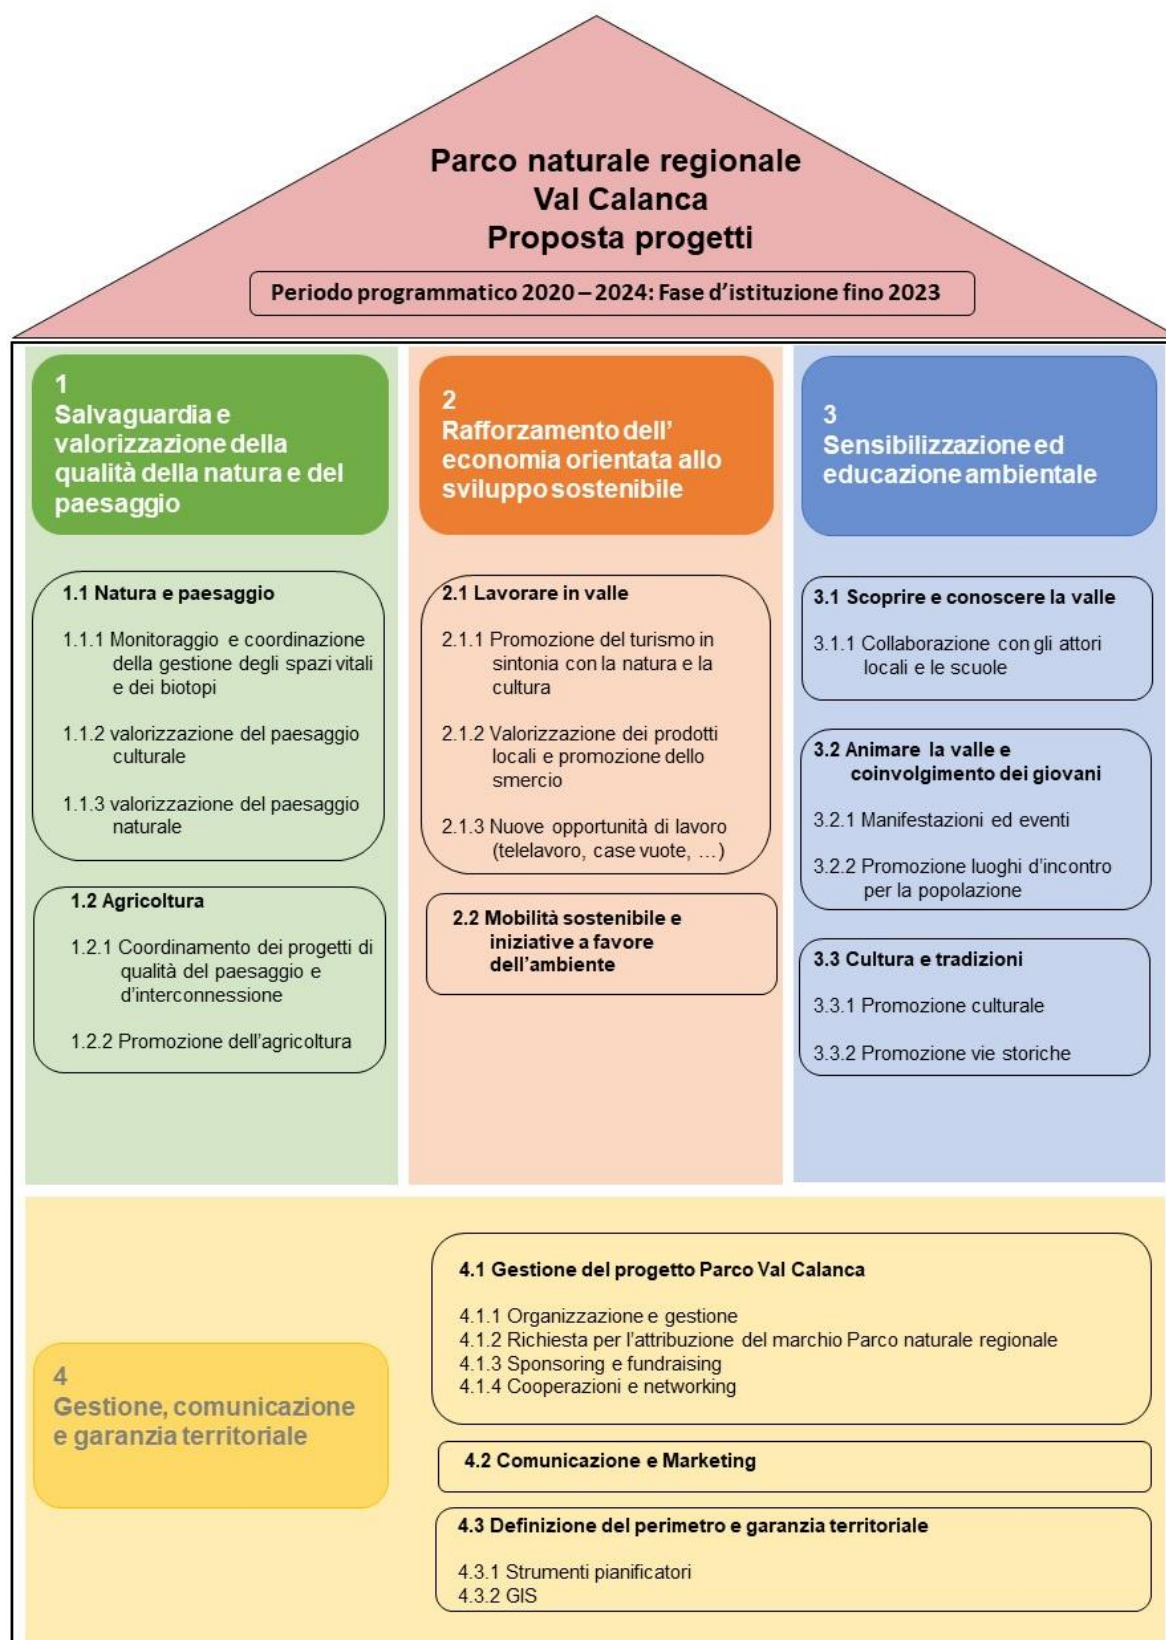 Parco naturale regionale
Val Calanca
Proposta progetti
Periodo programmatico 2020 – 2024: Fase d’istituzione fino 2023
1
Salvaguardia e
valorizzazione della
qualità della natura e del
paesaggio
1.1 Natura e paesaggio
1.1.1 Monitoraggio e coordinazione
della gestione degli spazi vitali
e dei biotopi
1.1.2 valorizzazione del paesaggio
culturale
1.1.3 valorizzazione del paesaggio
naturale
1.2 Agricoltura
1.2.1 Coordinamento dei progetti di
qualità del paesaggio e
d’interconnessione
1.2.2 Promozione dell’agricoltura
2
Rafforzamento dell’
economia orientata allo
sviluppo sostenibile
2.1 Lavorare in valle
2.1.1 Promozione del turismo in
sintonia con la natura e la
cultura
2.1.2 Valorizzazione dei prodotti
locali e promozione dello
smercio
2.1.3 Nuove opportunità di lavoro
(telelavoro, case vuote, …)
2.2 Mobilità sostenibile e
iniziative a favore
dell’ambiente
3
Sensibilizzazione ed
educazione ambientale
3.1 Scoprire e conoscere la valle
3.1.1 Collaborazione con gli attori
locali e le scuole
3.2 Animare la valle e
coinvolgimento dei giovani
3.2.1 Manifestazioni ed eventi
3.2.2 Promozione luoghi d’incontro
per la popolazione
3.3 Cultura e tradizioni
3.3.1 Promozione culturale
3.3.2 Promozione vie storiche
4
Gestione, comunicazione
e garanzia territoriale
4.1 Gestione del progetto Parco Val Calanca
4.1.1 Organizzazione e gestione
4.1.2 Richiesta per l’attribuzione del marchio Parco naturale regionale
4.1.3 Sponsoring e fundraising
4.1.4 Cooperazioni e networking
4.2 Comunicazione e Marketing
4.3 Definizione del perimetro e garanzia territoriale
4.3.1 Strumenti pianificatori
4.3.2 GIS